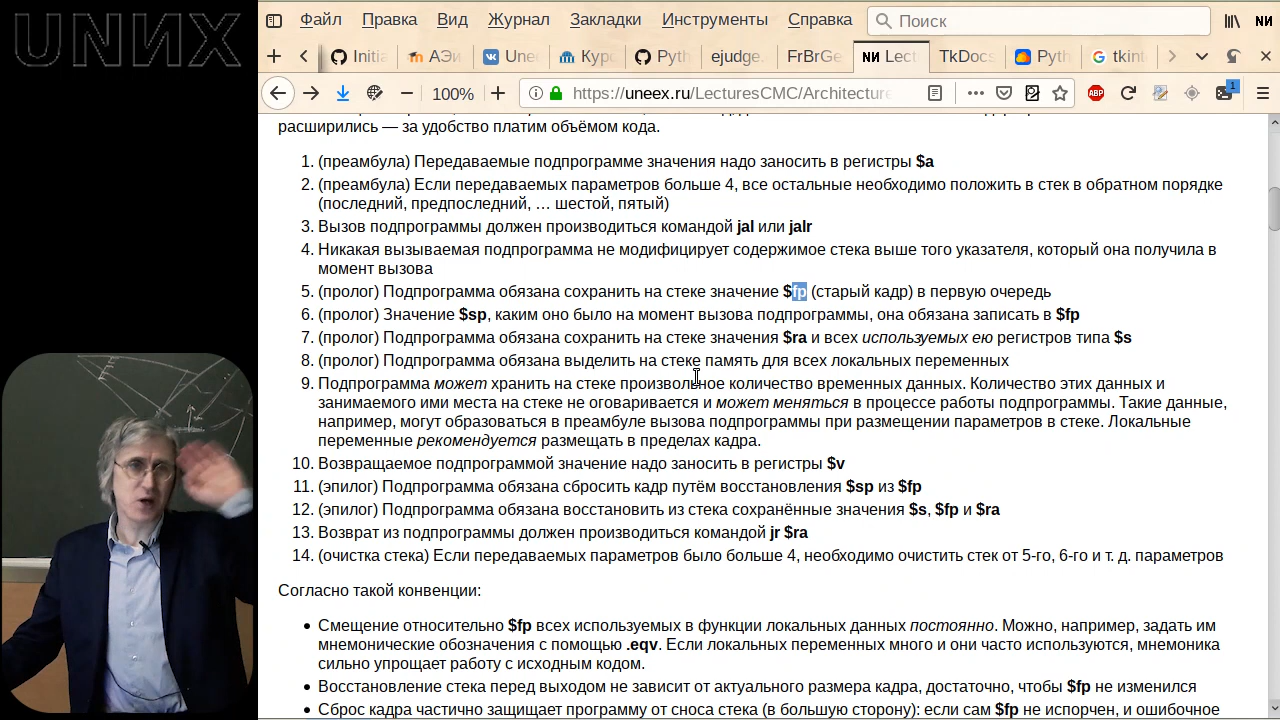 UNИX
Файл Правка Вид Журнал Закладки Инструменты Справка Поиск
Initia АЭи Unee Курс Pyth ejudge. FrBrGe Lect TkDocs Pyth tkint
100% https://uneex.ru/LecturesCMC/Architecture 1
расширились — за удобство платим объёмом кода.
1. (преамбула) Передаваемые подпрограмме значения надо заносить в регистры $a
2. (преамбула) Если передаваемых параметров больше 4, все остальные необходимо положить в стек в обратном порядке
(последний, предпоследний, … шестой, пятый)
3. Вызов подпрограммы должен производиться командой jal или jalr
4. Никакая вызываемая подпрограмма не модифицирует содержимое стека выше того указателя, который она получила в
момент вызова
5. (пролог) Подпрограмма обязана сохранить на стеке значение $fp (старый кадр) в первую очередь
6. (пролог) Значение $sp, каким оно было на момент вызова подпрограммы, она обязана записать в $fp
7. (пролог) Подпрограмма обязана сохранить на стеке значения $ra и всех используемых ею регистров типа $s
8. (пролог) Подпрограмма обязана выделить на стеке память для всех локальных переменных
9. Подпрограмма может хранить на стеке произвольное количество временных данных. Количество этих данных и
занимаемого ими места на стеке не оговаривается и может меняться в процессе работы подпрограммы. Такие данные,
например, могут образоваться в преамбуле вызова подпрограммы при размещении параметров в стеке. Локальные
переменные рекомендуется размещать в пределах кадра.
10. Возвращаемое подпрограммой значение надо заносить в регистры $v
11. (эпилог) Подпрограмма обязана сбросить кадр путём восстановления $sp из $fp
12. (эпилог) Подпрограмма обязана восстановить из стека сохранённые значения $s, $fp и $ra
13. Возврат из подпрограммы должен производиться командой jr $ra
14. (очистка стека) Если передаваемых параметров было больше 4, необходимо очистить стек от 5-го, 6-го и т. д. параметров
Согласно такой конвенции:
• Смещение относительно $fp всех используемых в функции локальных данных постоянно. Можно, например, задать им
мнемонические обозначения с помощью .eqv. Если локальных переменных много и они часто используются, мнемоника
сильно упрощает работу с исходным кодом.
• Восстановление стека перед выходом не зависит от актуального размера кадра, достаточно, чтобы $fp не изменился
• Сброс кадра частично защищает программу от сноса стека (в большую сторону): если сам $fp не испорчен, и ошибочное